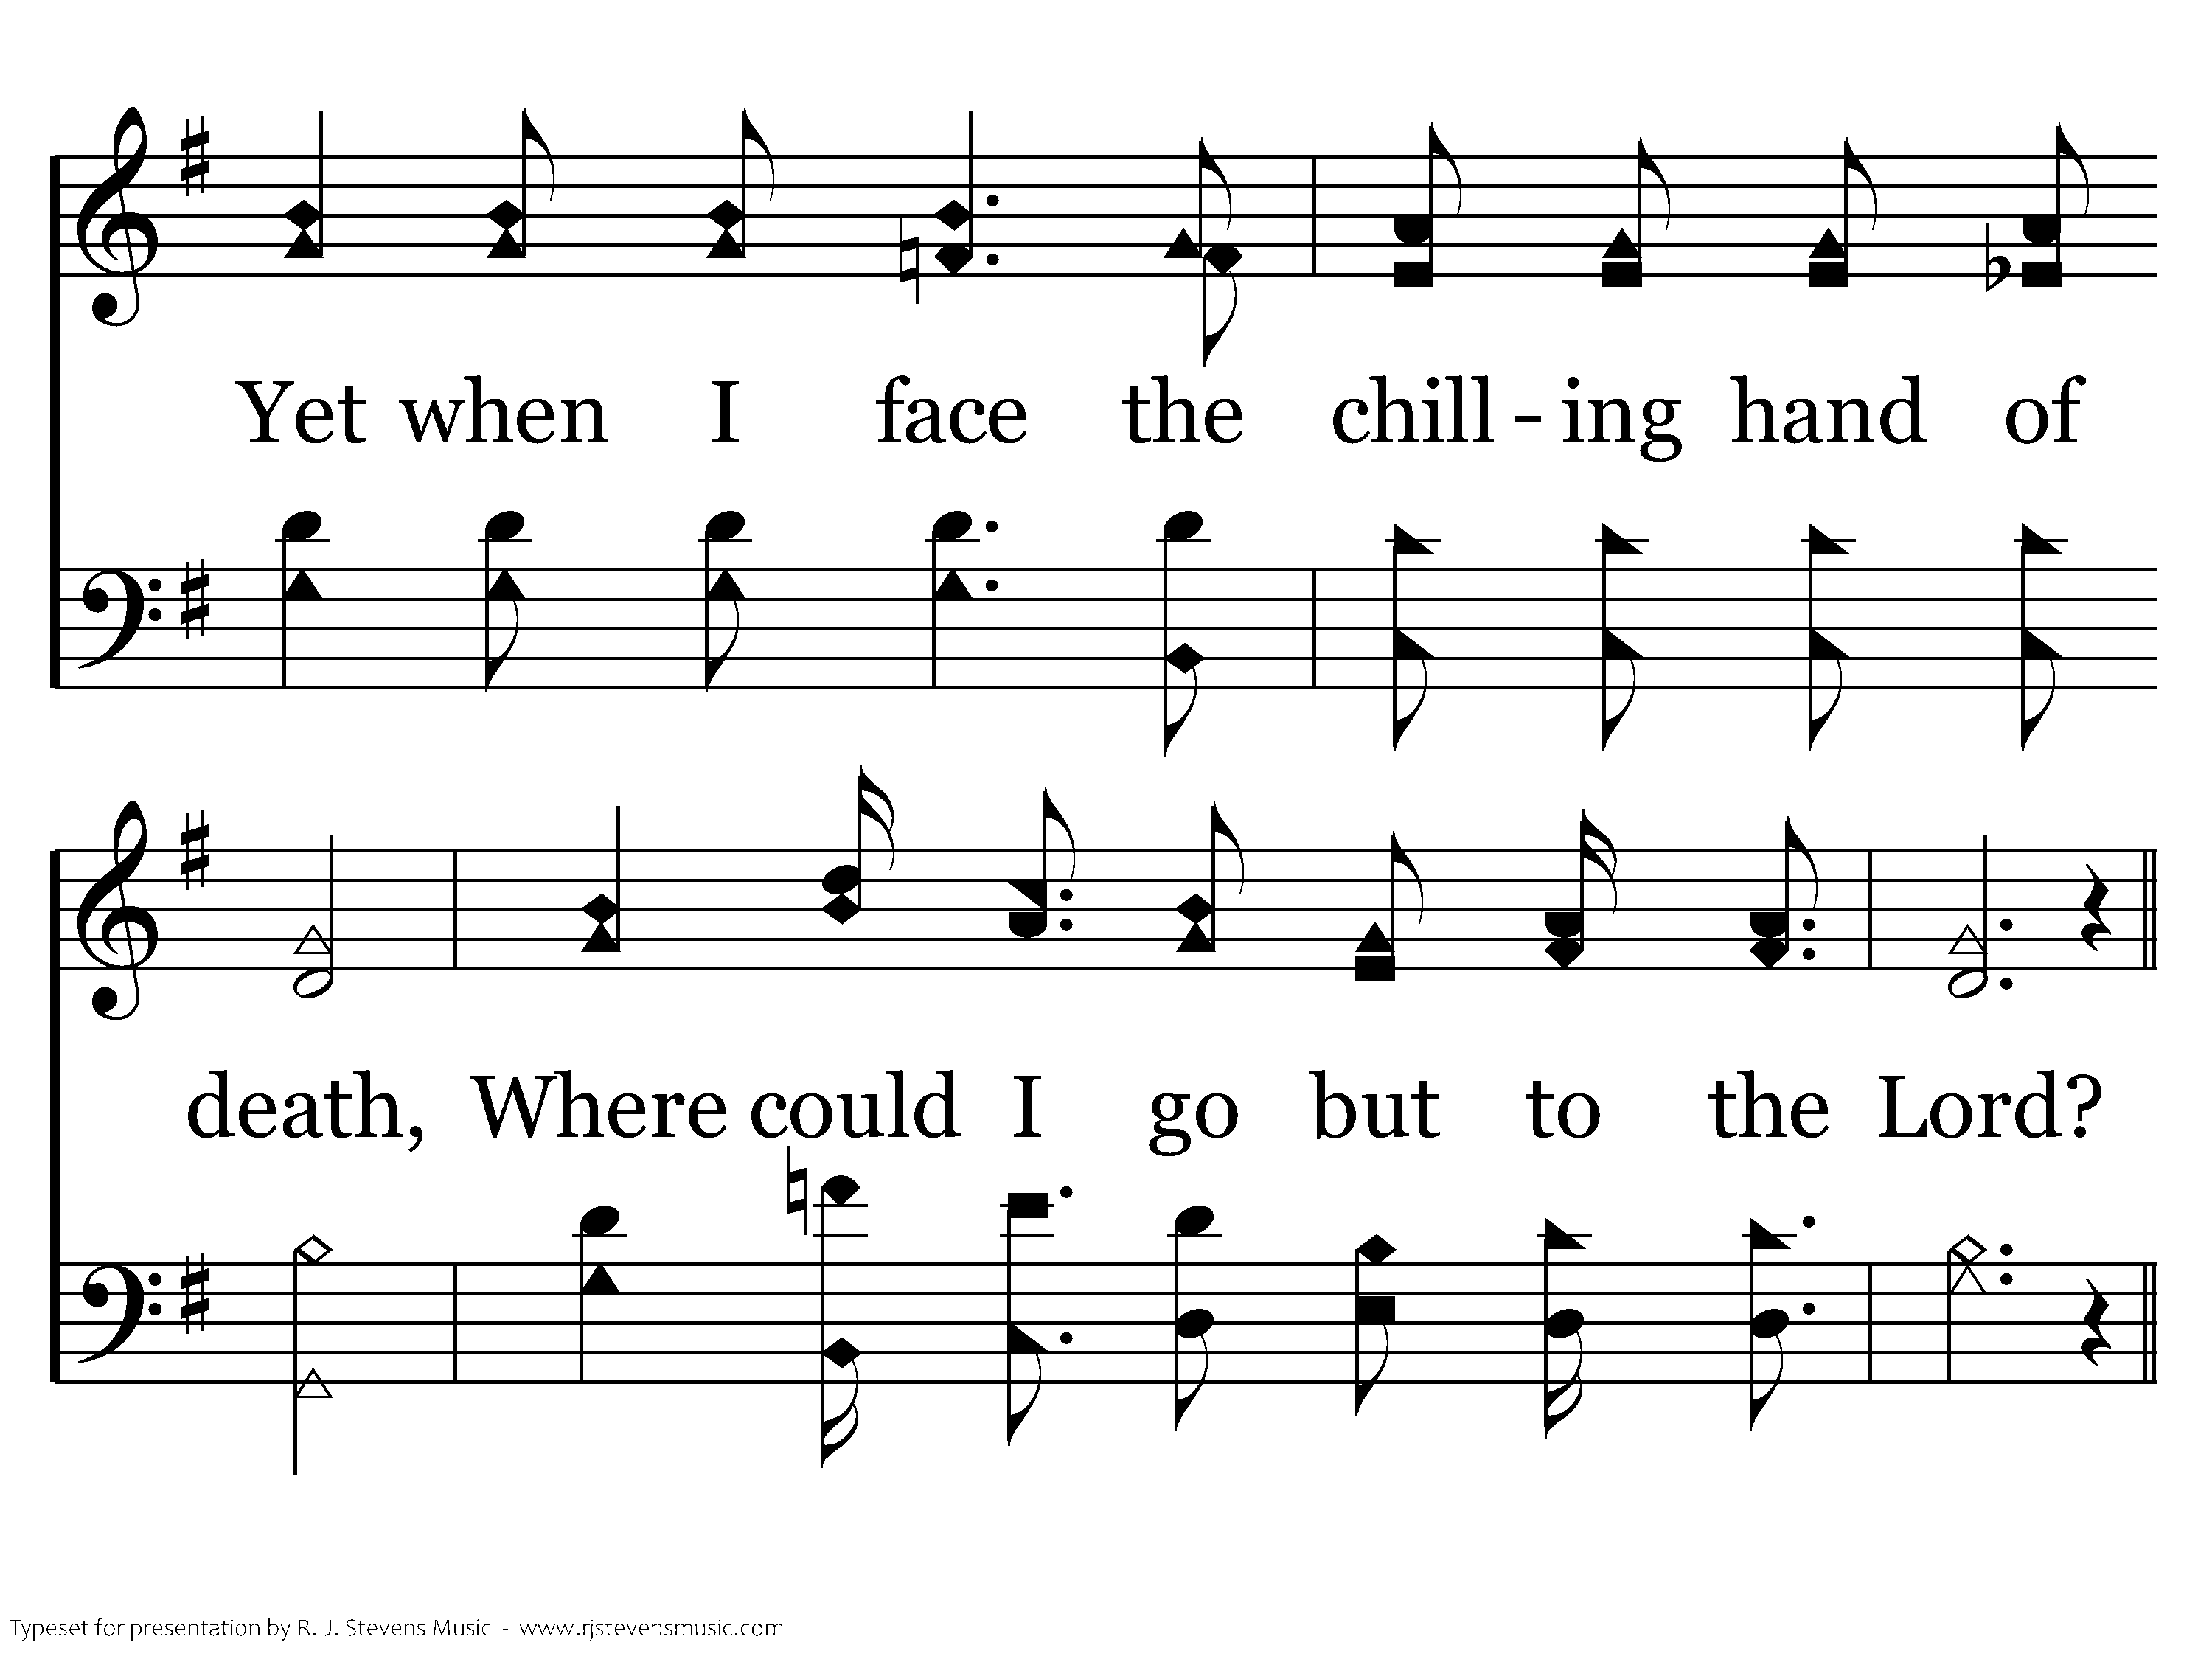 Yet when I face the chill - ing hand of
death, Where could I go but to the Lord?
Typeset for presentation by R. J. Stevens Music - www.rjstevensmusic.com